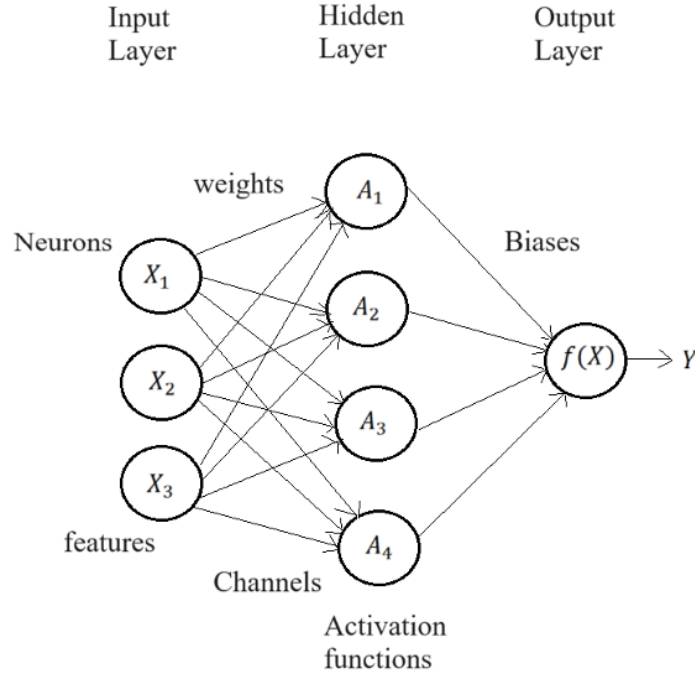 Input
Layer
Hidden
Layer
Output
Layer
weights
A₁
Neurons
Biases
X₁
A₂
f(X)
Y
X₂
A₃
X₃
features
A₄
Channels
Activation
functions